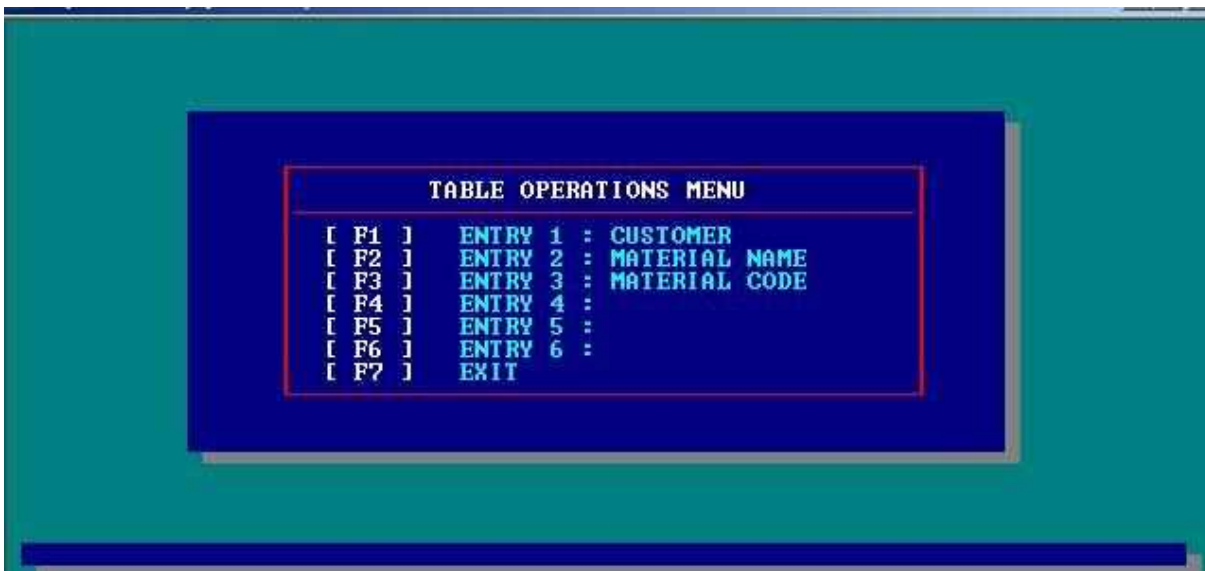 TABLE OPERATIONS MENU
[ F1 ] ENTRY 1 : CUSTOMER
[ F2 ] ENTRY 2 : MATERIAL NAME
[ F3 ] ENTRY 3 : MATERIAL CODE
[ F4 ] ENTRY 4 :
[ F5 ] ENTRY 5 :
[ F6 ] ENTRY 6 :
[ F7 ] EXIT